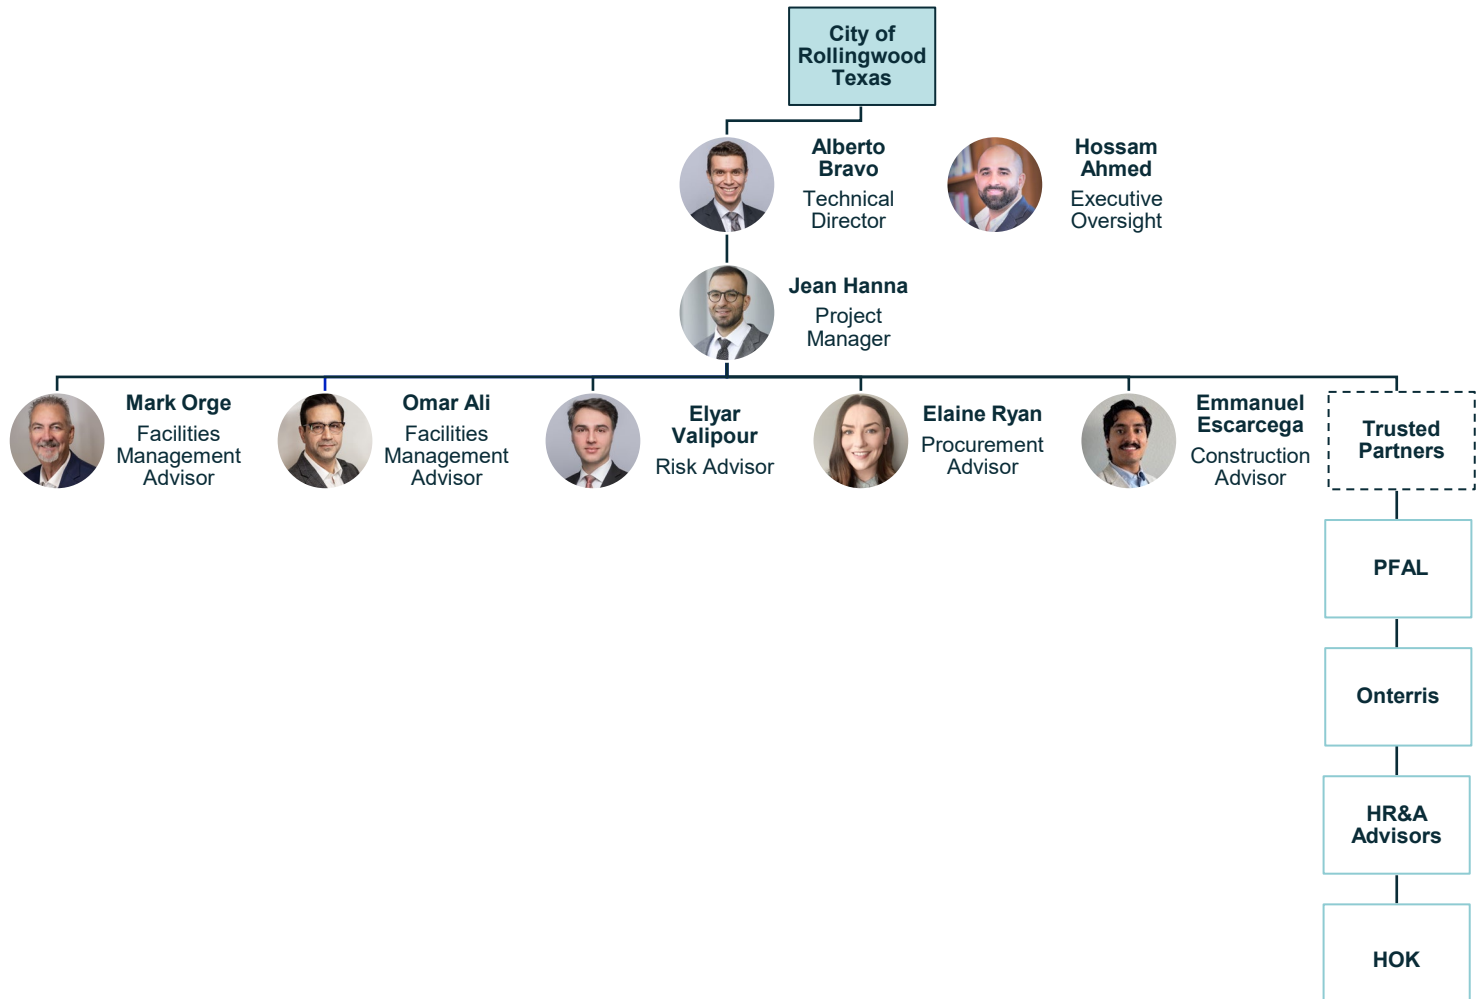 City of
Rollingwood
Texas
Alberto
Bravo
Technical
Director
Hossam
Ahmed
Executive
Oversight
Jean Hanna
Project
Manager
Mark Orge
Facilities
Management
Advisor
Omar Ali
Facilities
Management
Advisor
Elyar
Valipour
Risk Advisor
Elaine Ryan
Procurement
Advisor
Emmanuel
Escarcega
Construction
Advisor
Trusted
Partners
PFAL
Onterris
HR&A
Advisors
HOK